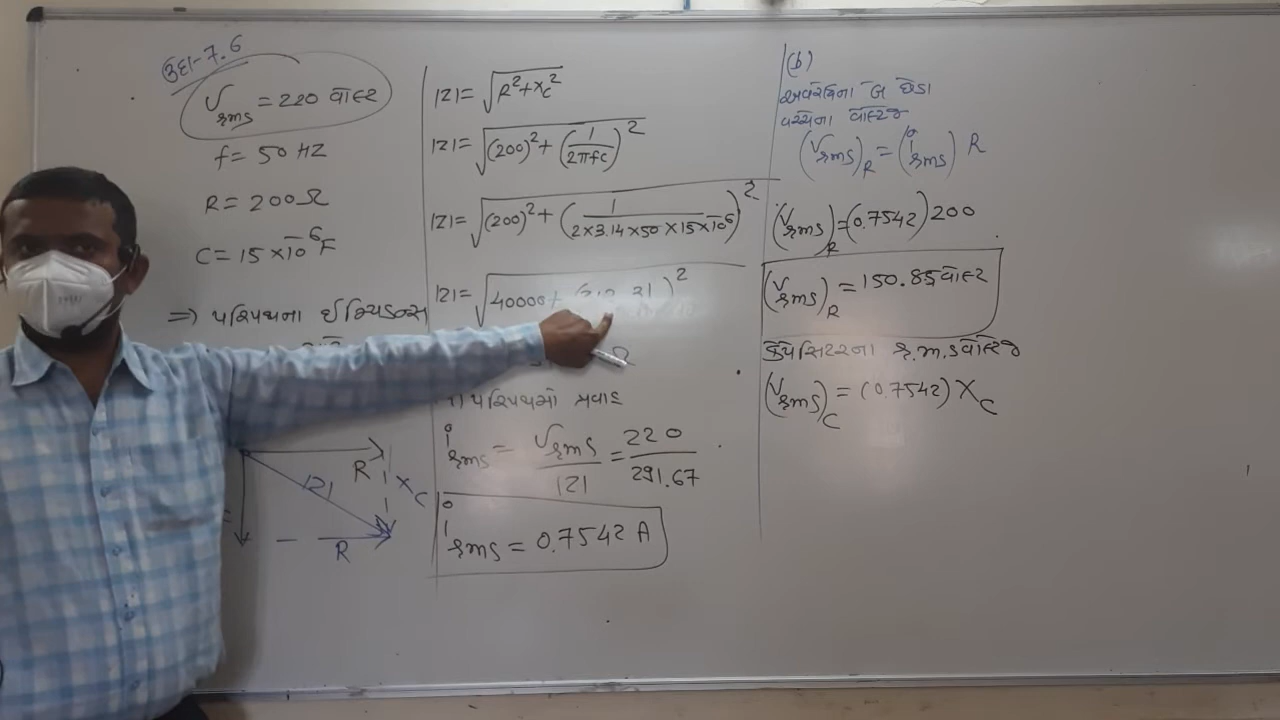 ઉદા-7.6
Vrms = 220 વોલ્ટ
f = 50 HZ
R = 200Ω
C = 15 × 10⁻⁶ F
⇒ પરિપથના ઈમ્પિડન્સ
R
|Z|
Xc
R
|Z| = √(R² + Xc²)
|Z| = √((200)² + (1/2πfc)²)
|Z| = √((200)² + (1/2×3.14×50×15×10⁻⁶)²)
|Z| = √(40000 + ( )²)
Ω
પરિપથમાં પ્રવાહ
irms = Vrms/|Z| = 220/291.67
irms = 0.7542 A
(b)
અવરોધના બે છેડા
વચ્ચેના વોલ્ટેજ
(Vrms)R = (irms) R
(Vrms)R = (0.7542) 200
(Vrms)R = 150.85 વોલ્ટ
કેપેસિટરના r.m.s વોલ્ટેજ
(Vrms)C = (0.7542) Xc